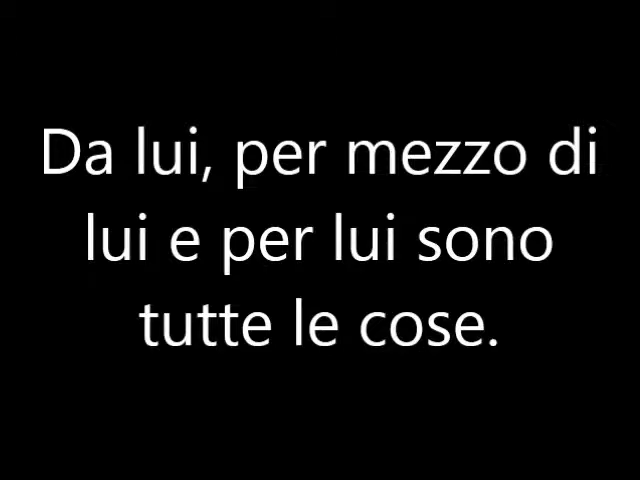 Da lui, per mezzo di
lui e per lui sono
tutte le cose.